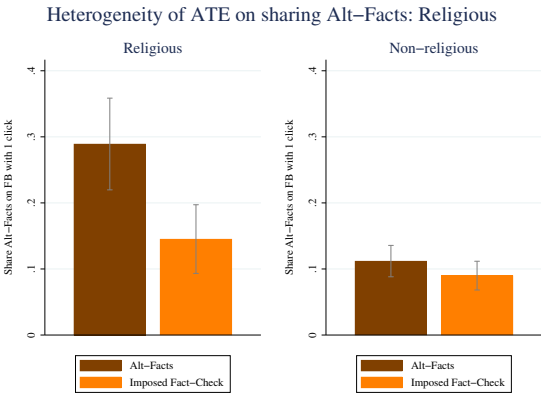 Heterogeneity of ATE on sharing Alt−Facts: Religious
Religious
Share Alt−Facts on FB with 1 click
.4
.3
.2
.1
0
Alt−Facts
Imposed Fact−Check
Non−religious
Share Alt−Facts on FB with 1 click
.4
.3
.2
.1
0
Alt−Facts
Imposed Fact−Check